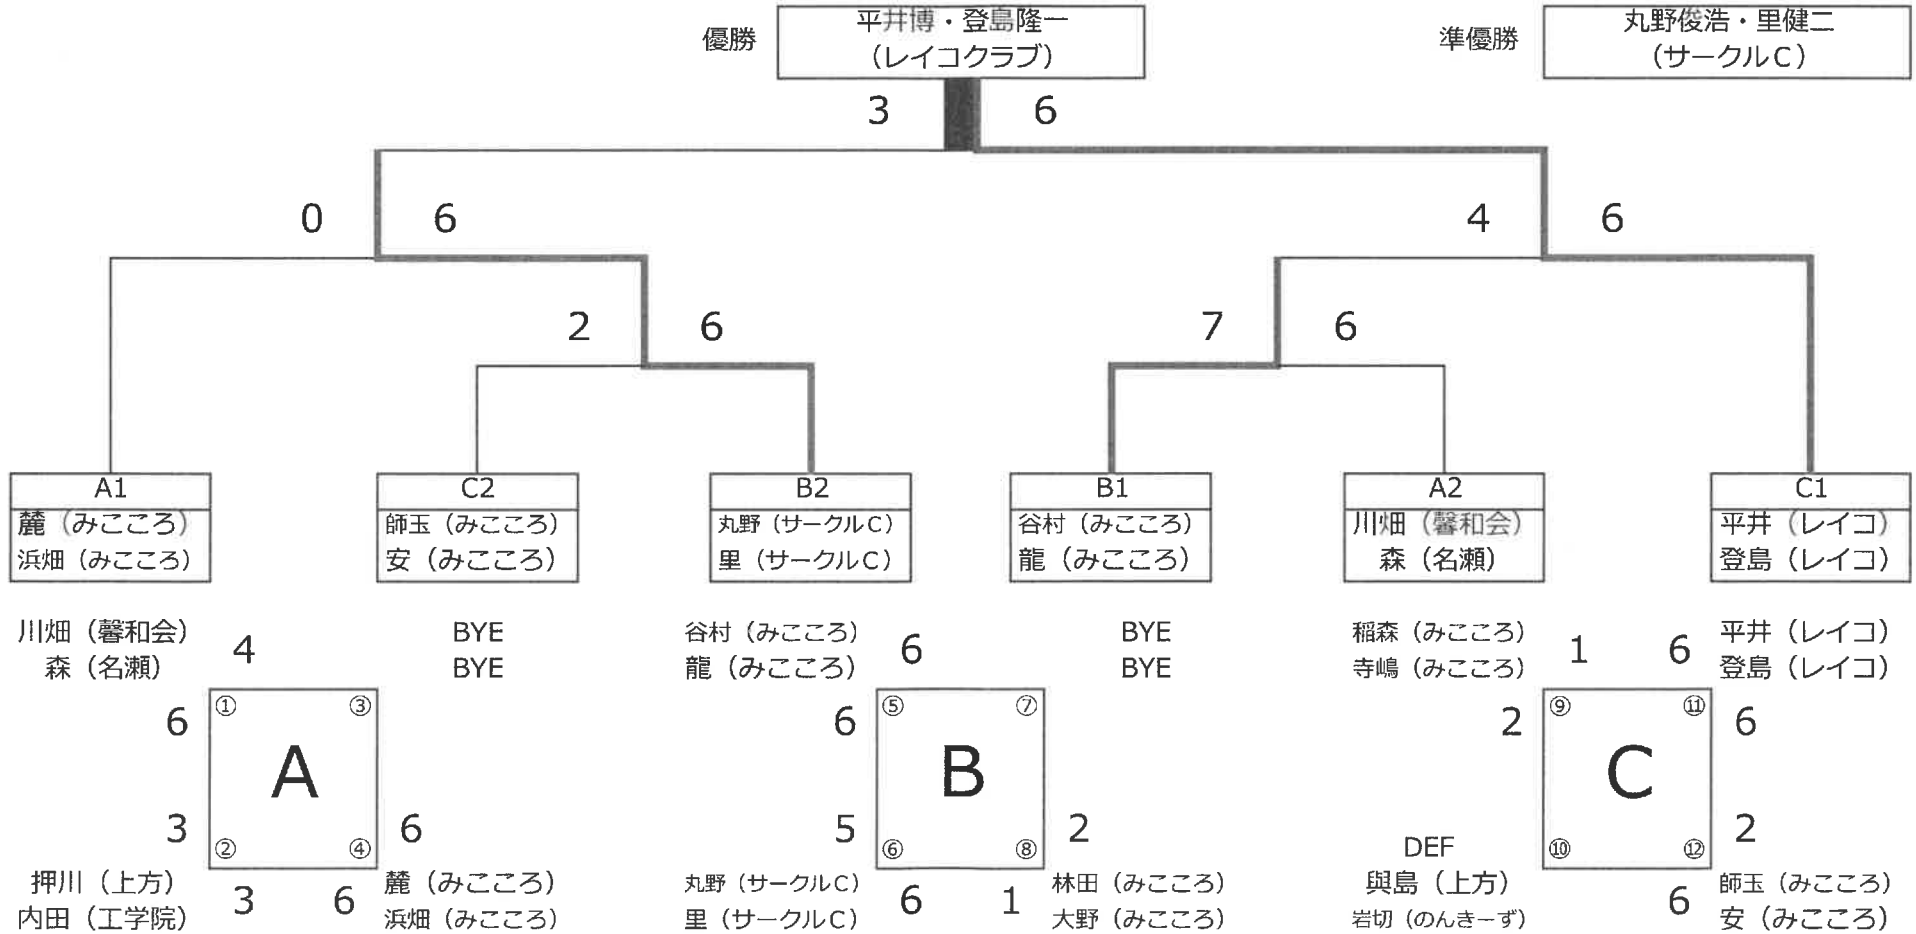 優勝
平井博・登島隆一
(レイコクラブ)
準優勝
丸野俊浩・里健二
(サークルC)
3 6
0 6
4 6
2 6
7 6
A1
麓(みこころ)
浜畑(みこころ)
C2
師玉(みこころ)
安(みこころ)
B2
丸野(サークルC)
里(サークルC)
B1
谷村(みこころ)
龍(みこころ)
A2
川畑(馨和会)
森(名瀬)
C1
平井(レイコ)
登島(レイコ)
川畑(馨和会)
森(名瀬)
4
BYE
BYE
6
① ③
A
3
6
② ④
押川(上方)
内田(工学院)
3 6
麓(みこころ)
浜畑(みこころ)
谷村(みこころ)
龍(みこころ)
6
BYE
BYE
6
⑤ ⑦
B
5
2
⑥ ⑧
丸野(サークルC)
里(サークルC)
6 1
林田(みこころ)
大野(みこころ)
稲森(みこころ)
寺嶋(みこころ)
1 6
平井(レイコ)
登島(レイコ)
2
6
⑨ ⑪
C
2
⑩ ⑫
DEF
與島(上方)
岩切(のんきーず)
6
師玉(みこころ)
安(みこころ)